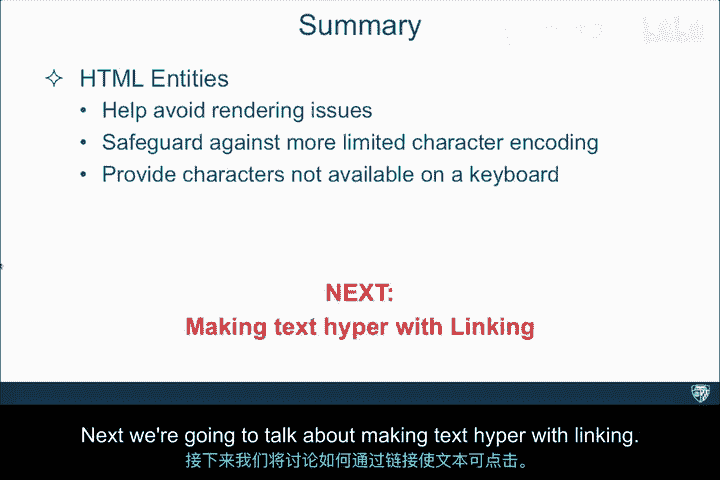 Summary
✧ HTML Entities
• Help avoid rendering issues
• Safeguard against more limited character encoding
• Provide characters not available on a keyboard
NEXT:
Making text hyper with Linking
Next we're going to talk about making text hyper with linking.
接下来我们将讨论如何通过链接使文本可点击。